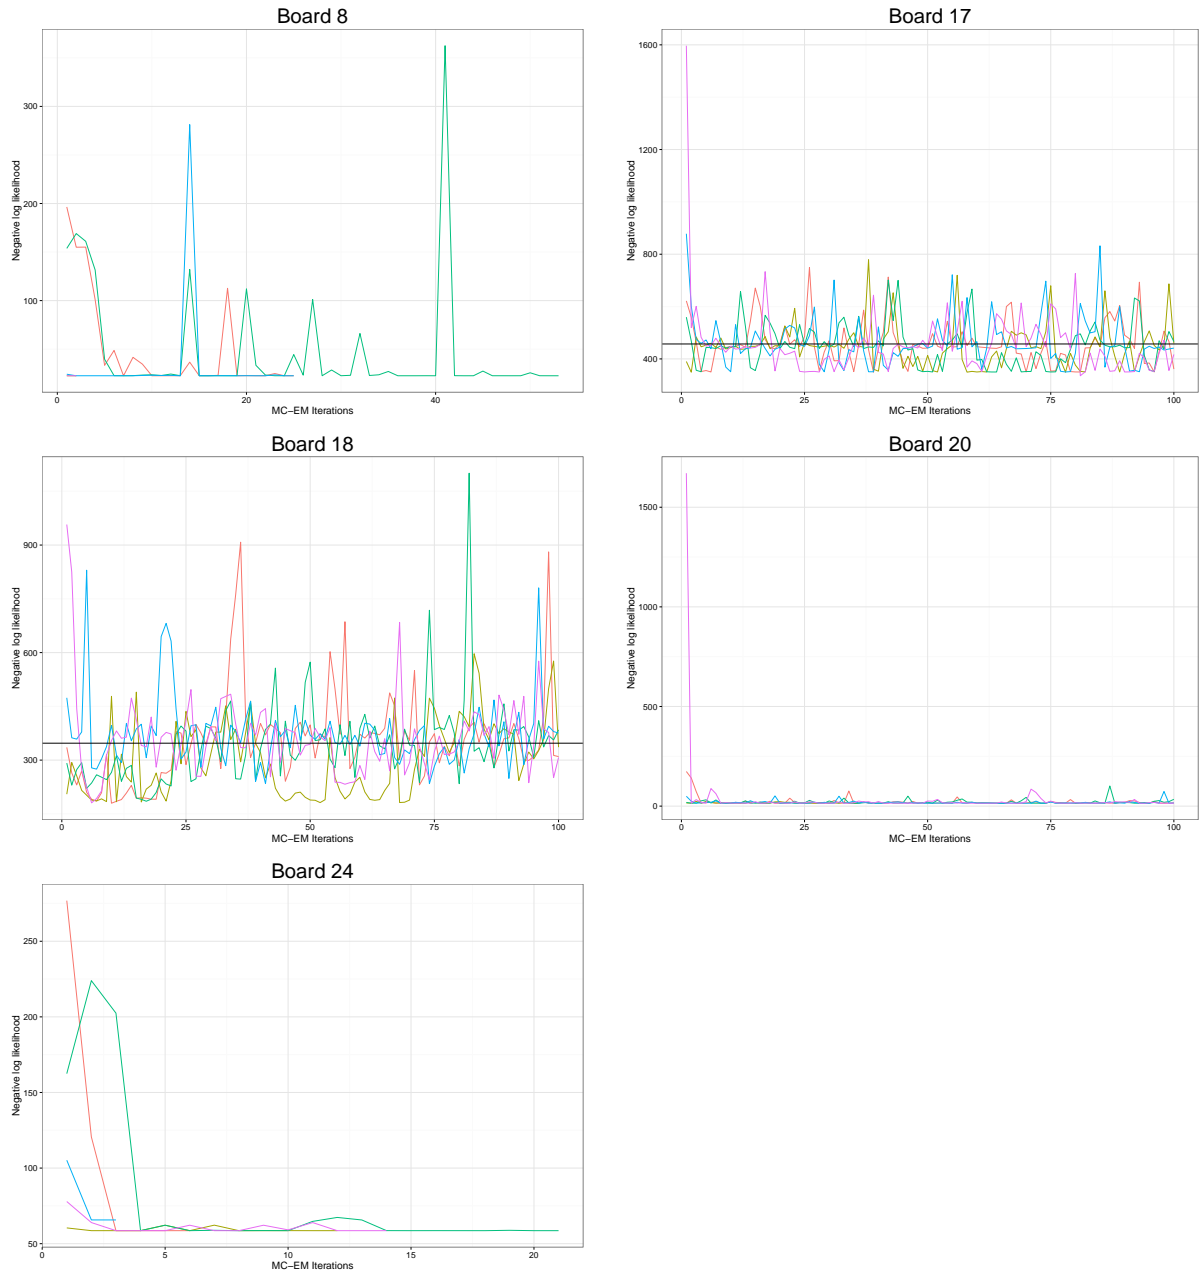 Board 8
Negative log likelihood
300
200
100
0
20
40
MC−EM Iterations
Board 17
Negative log likelihood
1600
1200
800
400
0
25
50
75
100
MC−EM Iterations
Board 18
Negative log likelihood
900
600
300
0
25
50
75
100
MC−EM Iterations
Board 20
Negative log likelihood
1500
1000
500
0
0
25
50
75
100
MC−EM Iterations
Board 24
Negative log likelihood
250
200
150
100
50
0
5
10
15
20
MC−EM Iterations